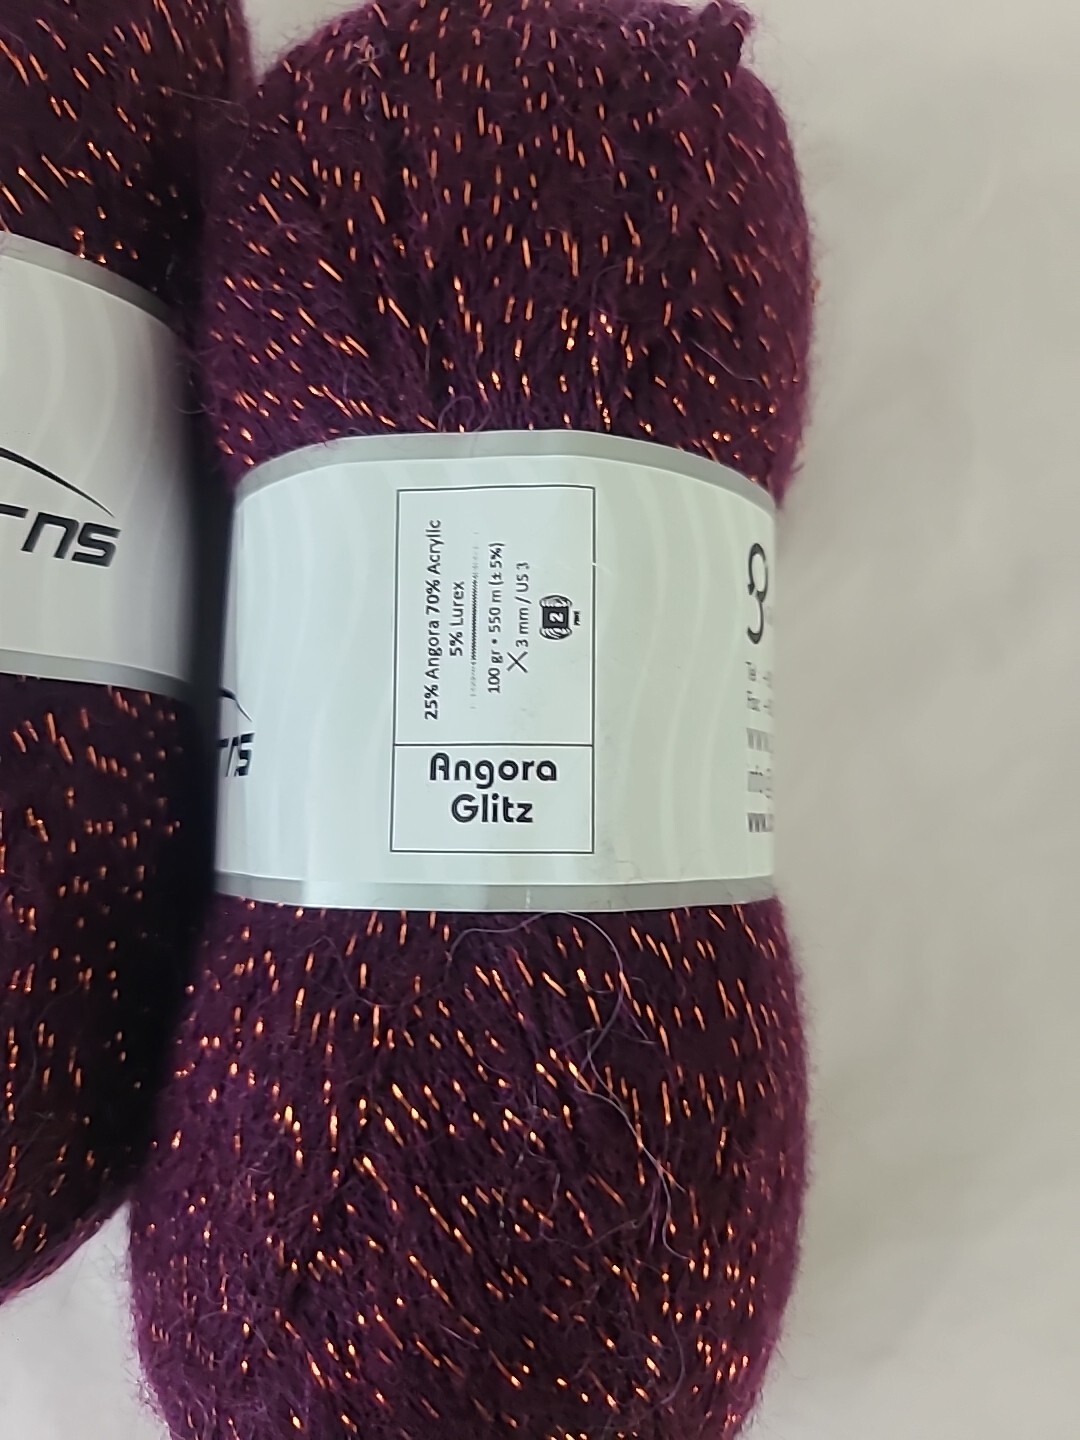 25% Angora 70% Acrylic
5% Lurex
100 gr • 550 m (±5%)
3 mm / US 3
2
Angora
Glitz
rns
rns
www.